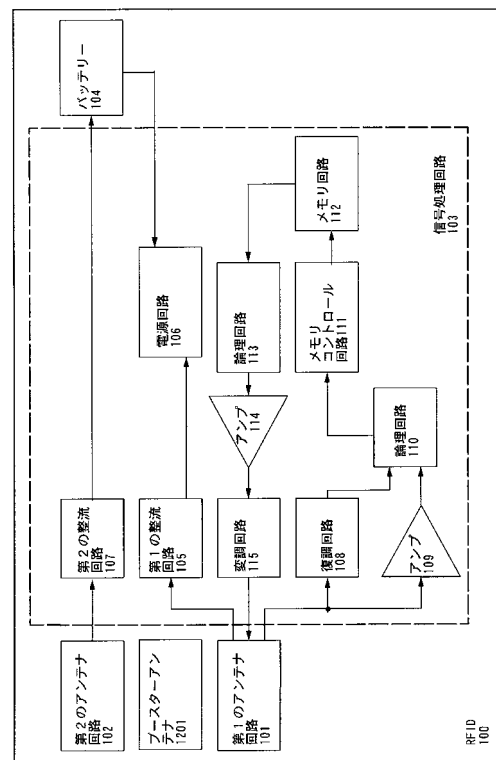 第2のアンテナ
回路
102
ブースターアン
テナ
1201
第1のアンテナ
回路
101
RFID
100
第2の整流
回路
107
第1の整流
回路
105
変調回路
115
復調回路
108
アンプ
109
アンプ
114
論理回路
110
電源回路
106
論理回路
113
メモリ
コントロール
回路111
メモリ回路
112
信号処理回路
103
バッテリー
104